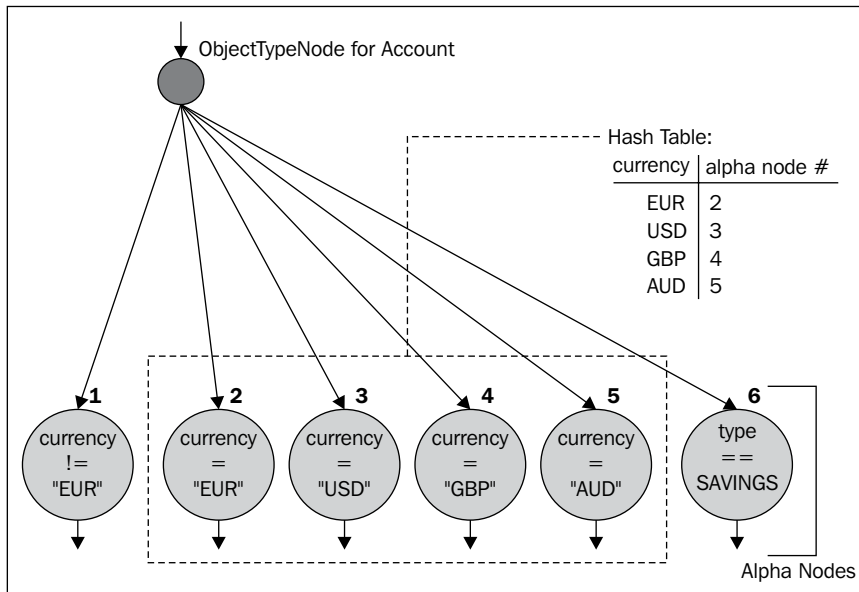 ObjectTypeNode for Account
Hash Table:
currency alpha node #
EUR 2
USD 3
GBP 4
AUD 5
1
currency
!=
"EUR"
2
currency
=
"EUR"
3
currency
=
"USD"
4
currency
=
"GBP"
5
currency
=
"AUD"
6
type
==
SAVINGS
Alpha Nodes